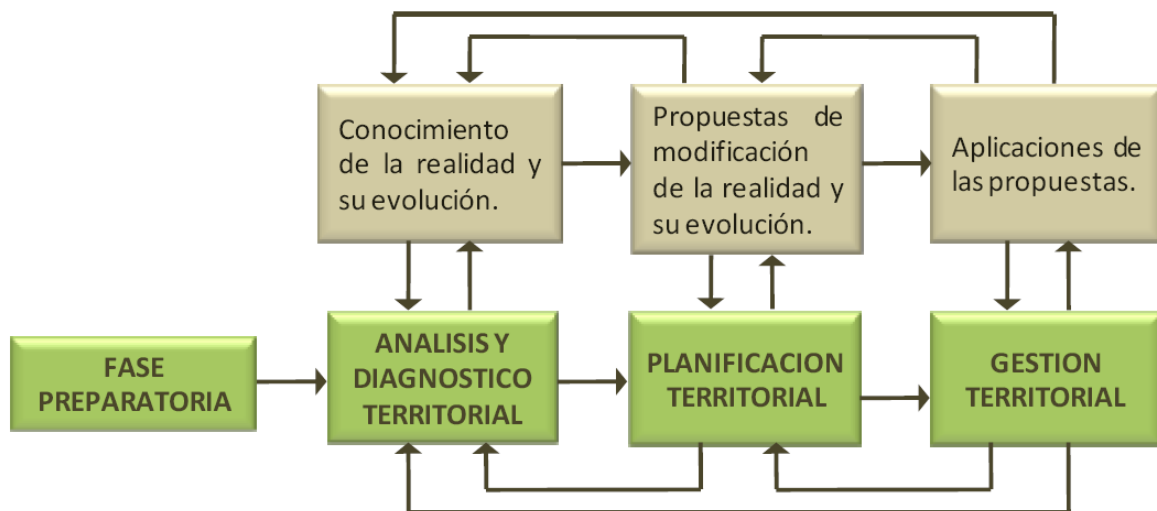 Conocimiento
de la realidad y
su evolución.
Propuestas de
modificación
de la realidad y
su evolución.
Aplicaciones de
las propuestas.
FASE
PREPARATORIA
ANALISIS Y
DIAGNOSTICO
TERRITORIAL
PLANIFICACION
TERRITORIAL
GESTION
TERRITORIAL